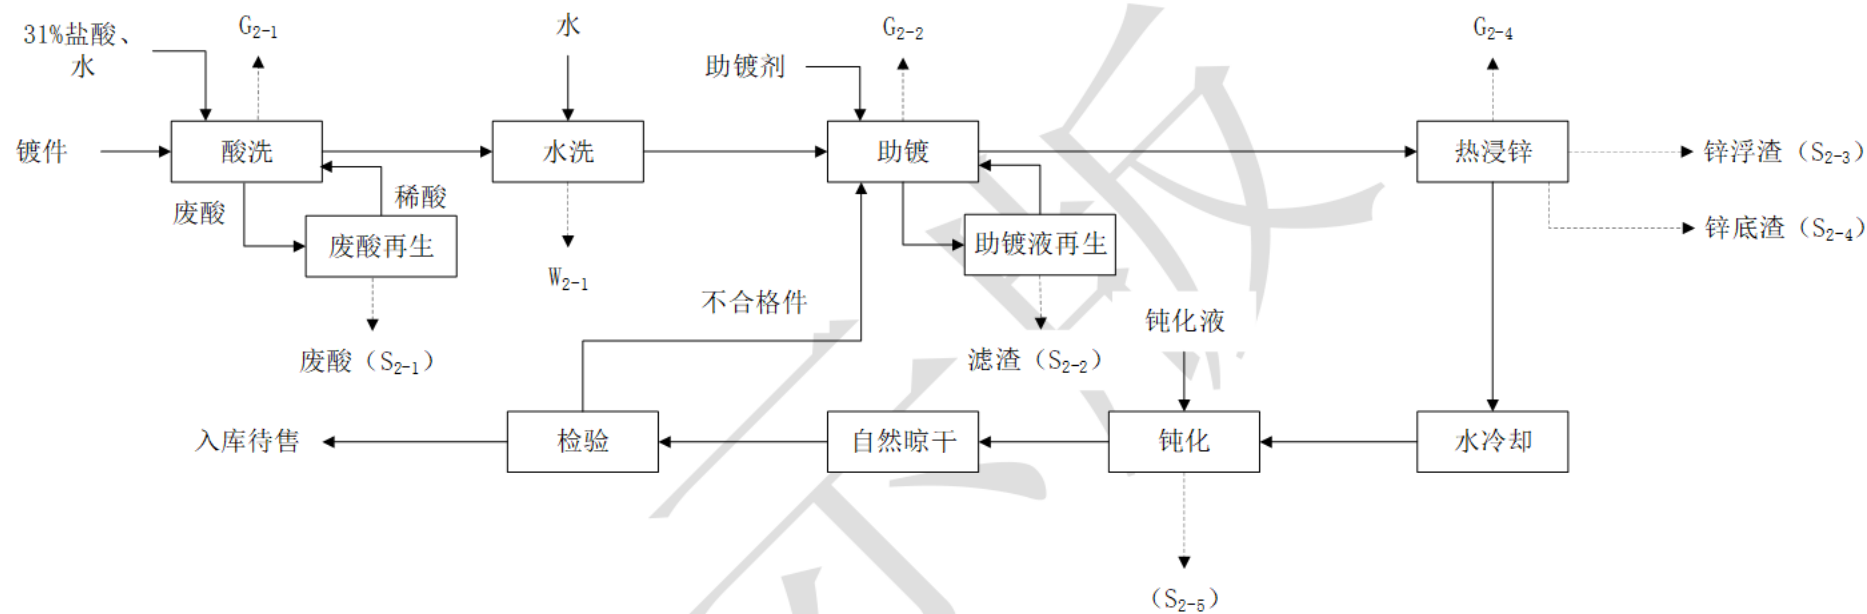 31%盐酸、
水
G₂₋₁
水
助镀剂
G₂₋₂
G₂₋₄
镀件
酸洗
水洗
助镀
热浸锌
锌浮渣（S₂₋₃）
废酸
稀酸
废酸再生
助镀液再生
锌底渣（S₂₋₄）
W₂₋₁
不合格件
钝化液
废酸（S₂₋₁）
滤渣（S₂₋₂）
入库待售
检验
自然晾干
钝化
水冷却
（S₂₋₅）